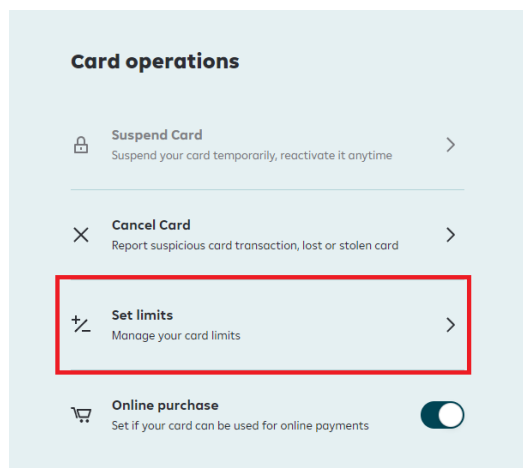 Card operations
Suspend Card
Suspend your card temporarily, reactivate it anytime
Cancel Card
Report suspicious card transaction, lost or stolen card
Set limits
Manage your card limits
Online purchase
Set if your card can be used for online payments